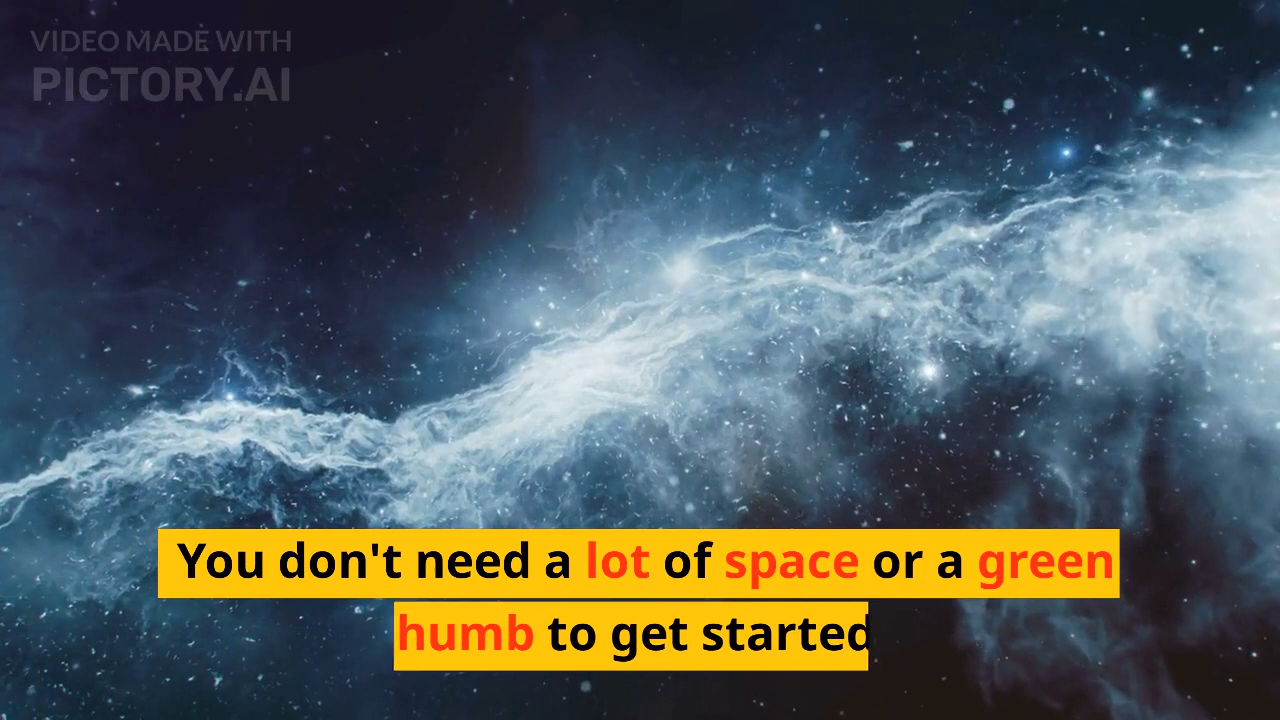 VIDEO MADE WITH
PICTORY.AI
You don't need a lot of space or a green
humb to get started